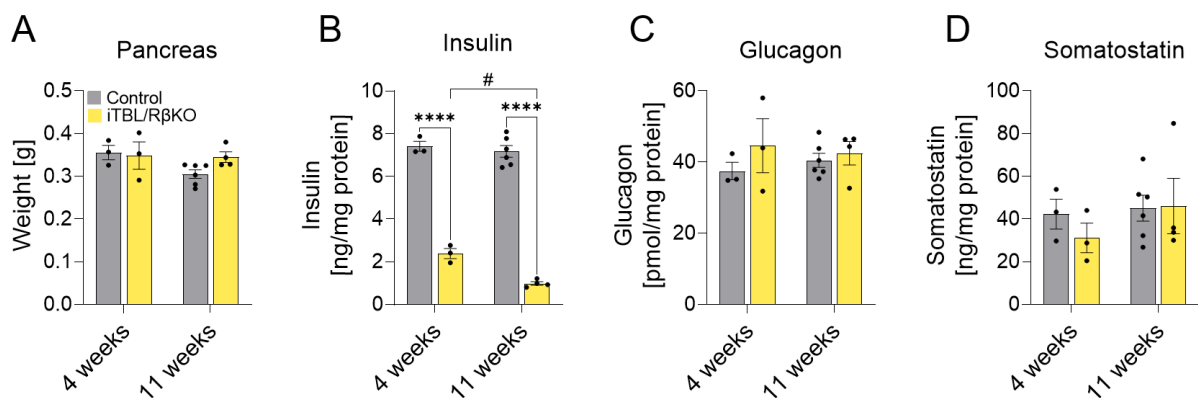 A
Pancreas
Weight [g]
0.5
0.4
0.3
0.2
0.1
0.0
Control
iTBL/RβKO
4 weeks
11 weeks
B
Insulin
Insulin
[ng/mg protein]
10
8
6
4
2
0
#
****
****
4 weeks
11 weeks
C
Glucagon
Glucagon
[pmol/mg protein]
60
40
20
0
4 weeks
11 weeks
D
Somatostatin
Somatostatin
[ng/mg protein]
100
80
60
40
20
0
4 weeks
11 weeks